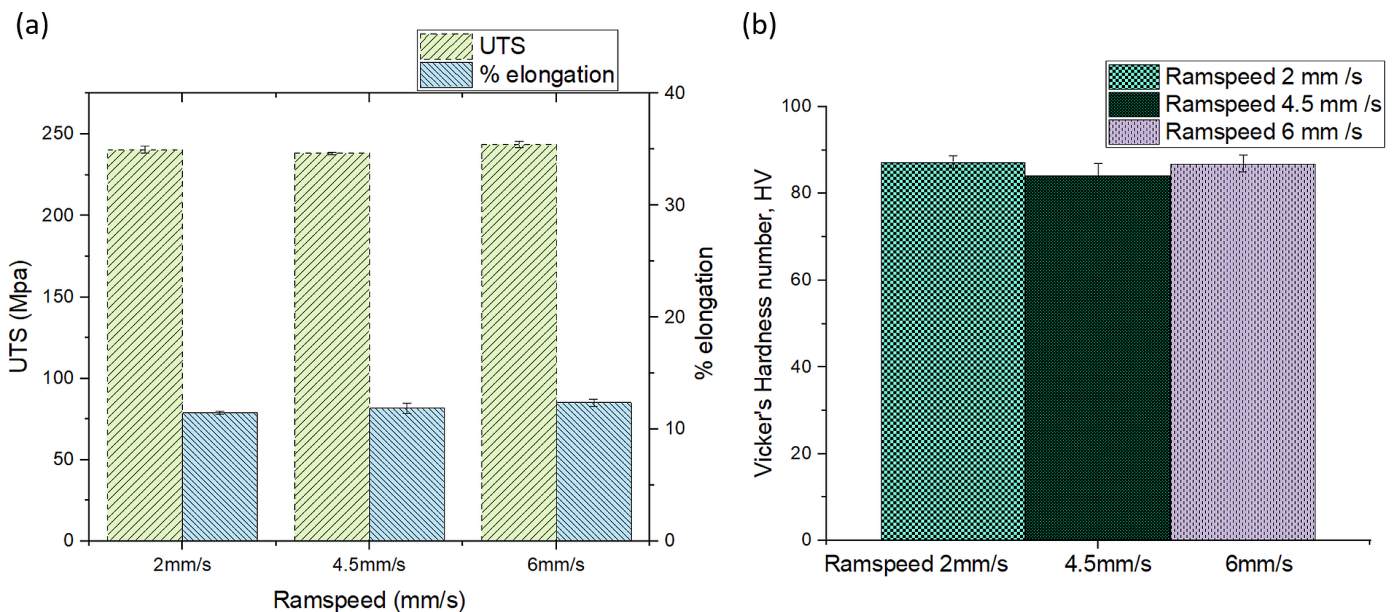 (a)
UTS
% elongation
250
200
150
100
50
0
UTS (Mpa)
40
30
20
10
0
% elongation
2mm/s
4.5mm/s
6mm/s
Ramspeed (mm/s)
(b)
Ramspeed 2 mm /s
Ramspeed 4.5 mm /s
Ramspeed 6 mm /s
100
80
60
40
20
0
Vicker's Hardness number, HV
Ramspeed 2mm/s
4.5mm/s
6mm/s